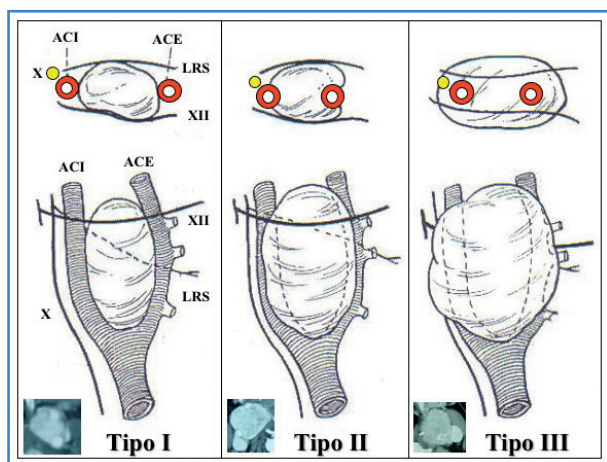 ACI
ACE
X
LRS
XII
ACI
ACE
XII
LRS
X
Tipo I
Tipo II
Tipo III